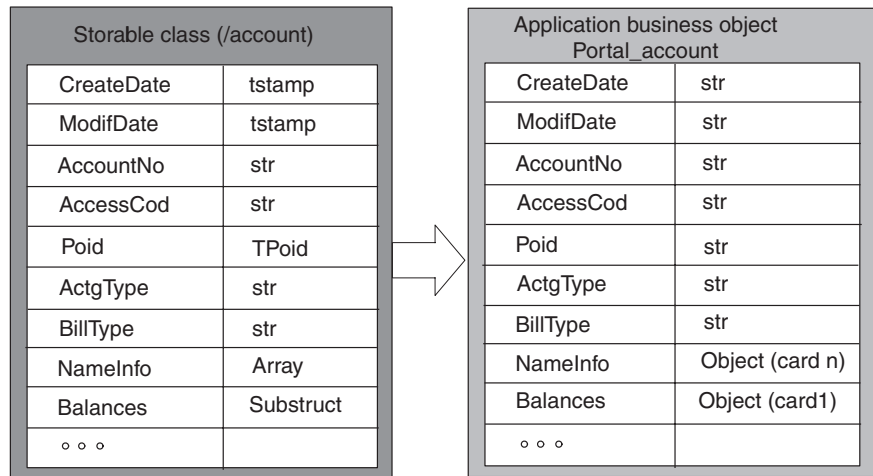 Storable class (/account)
CreateDate tstamp
ModifDate tstamp
AccountNo str
AccessCod str
Poid TPoid
ActgType str
BillType str
NameInfo Array
Balances Substruct
° ° °
Application business object
Portal_account
CreateDate str
ModifDate str
AccountNo str
AccessCod str
Poid str
ActgType str
BillType str
NameInfo Object (card n)
Balances Object (card1)
° ° °